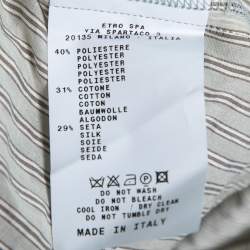 ETRO SPA
VIA SPARTACO 3
20135 MILANO - ITALIA
40% POLIESTERE
POLYESTER
POLYESTER
POLYESTER
POLYESTER
31% COTONE
COTTON
COTON
BAUMWOLLE
ALGODON
29% SETA
SILK
SOIE
SEIDE
SEDA
DO NOT WASH
DO NOT BLEACH
COOL IRON / DRY CLEAN
DO NOT TUMBLE DRY
MADE IN ITALY